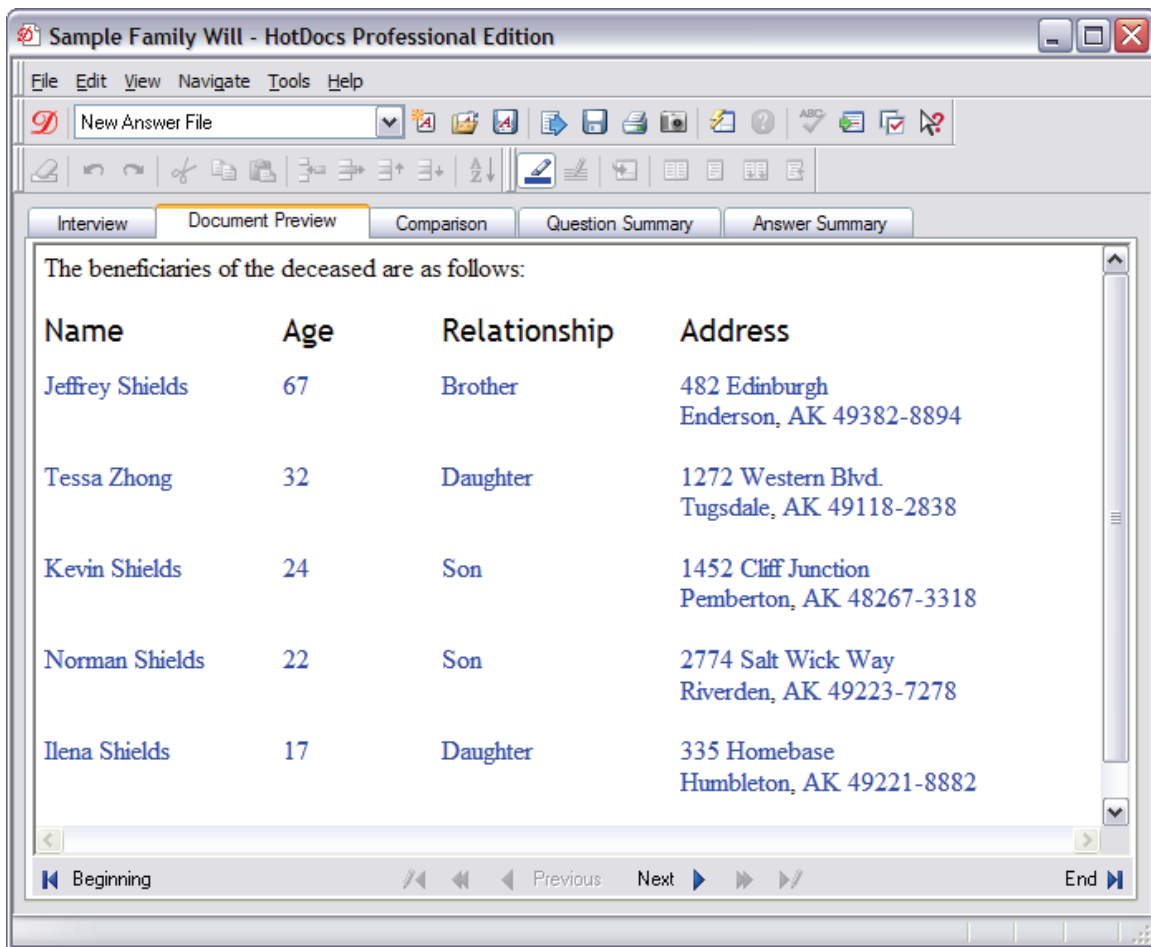 Sample Family Will - HotDocs Professional Edition
File Edit View Navigate Tools Help
New Answer File
Interview Document Preview Comparison Question Summary Answer Summary
The beneficiaries of the deceased are as follows:
Name Age Relationship Address
Jeffrey Shields 67 Brother 482 Edinburgh
Enderson, AK 49382-8894
Tessa Zhong 32 Daughter 1272 Western Blvd.
Tugsdale, AK 49118-2838
Kevin Shields 24 Son 1452 Cliff Junction
Pemberton, AK 48267-3318
Norman Shields 22 Son 2774 Salt Wick Way
Riverden, AK 49223-7278
Ilena Shields 17 Daughter 335 Homebase
Humbleton, AK 49221-8882
Beginning Previous Next End